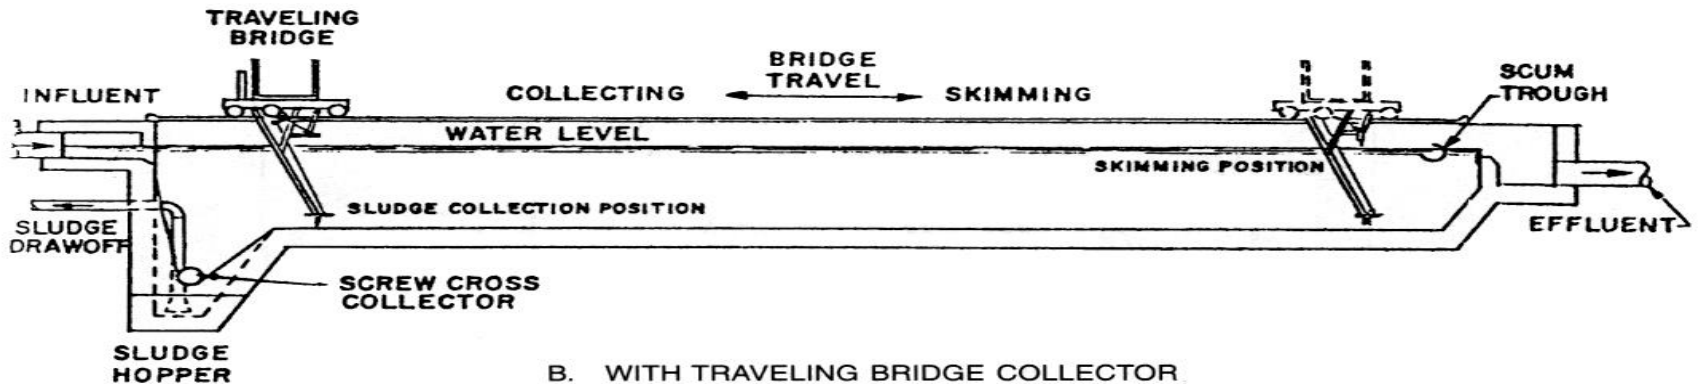 TRAVELING
BRIDGE
BRIDGE
TRAVEL
SCUM
TROUGH
INFLUENT
COLLECTING
SKIMMING
WATER LEVEL
SKIMMING POSITION
SLUDGE COLLECTION POSITION
SLUDGE
DRAWOFF
EFFLUENT
SCREW CROSS
COLLECTOR
SLUDGE
HOPPER
B. WITH TRAVELING BRIDGE COLLECTOR